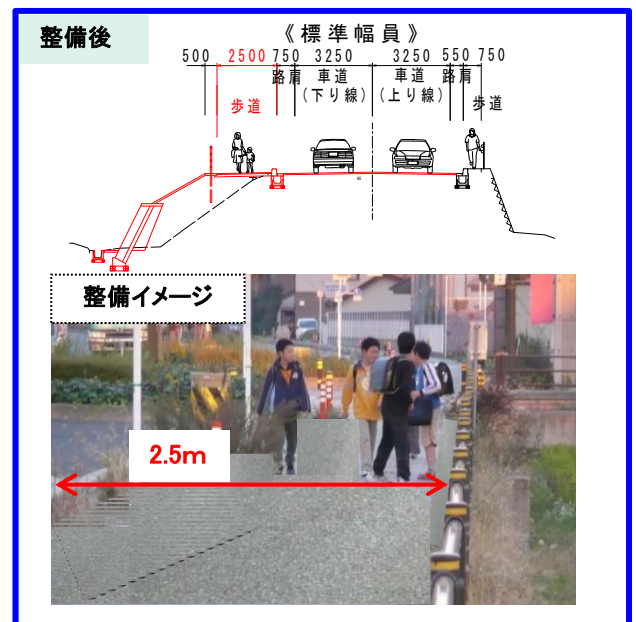 整備後
《標準幅員》
500 2500 750 3250 3250 550 750
歩道 路肩 車道 (下り線) 車道 (上り線) 路肩 歩道
整備イメージ
2.5m